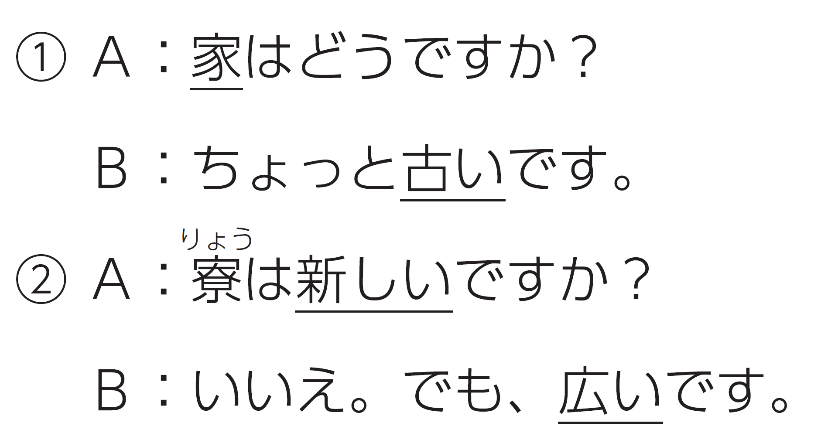 ① A：家はどうですか？
B：ちょっと古いです。
りょう
② A：寮は新しいですか？
B：いいえ。でも、広いです。